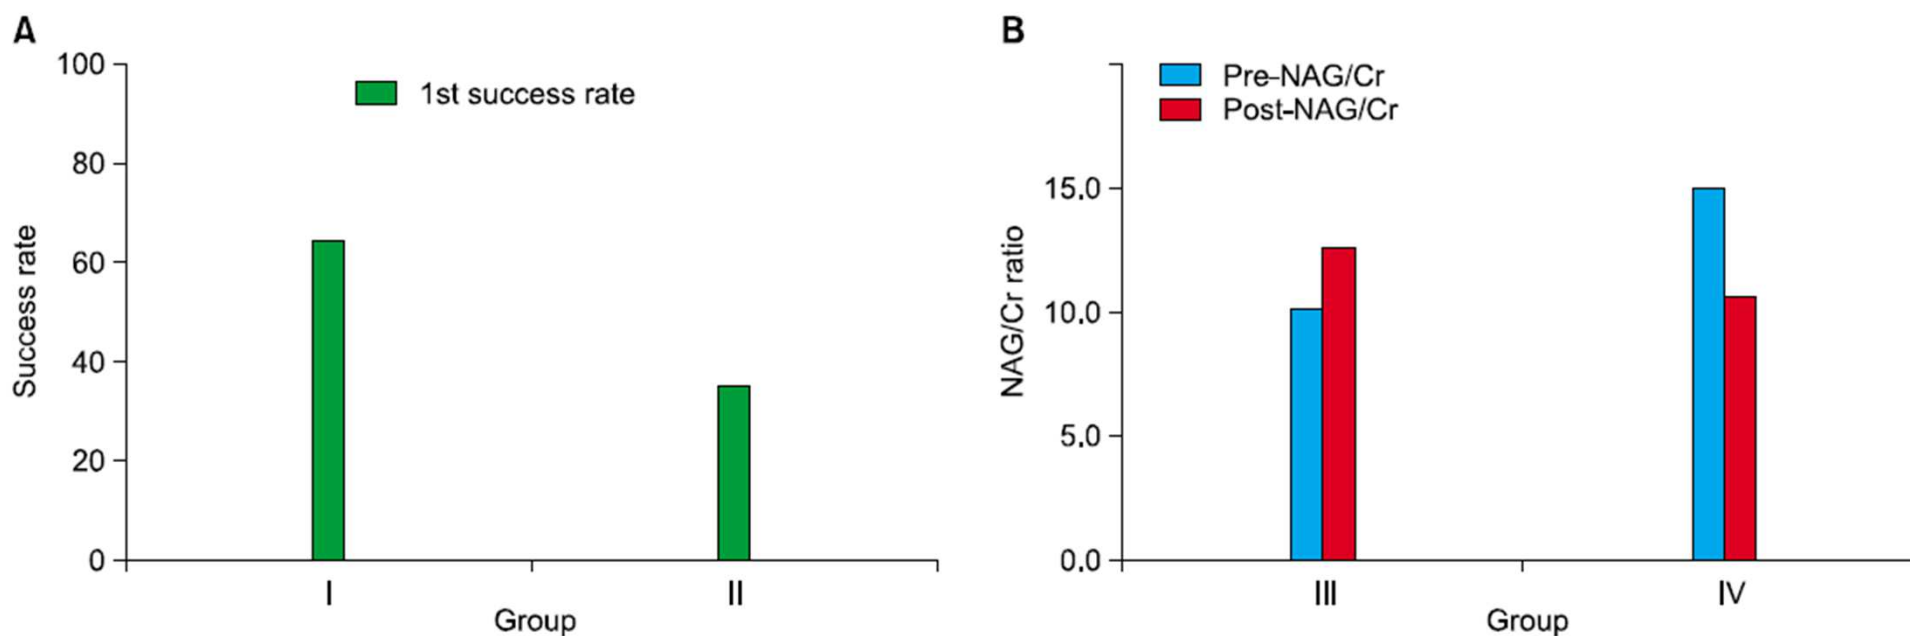 A
100
80
60
40
20
0
Success rate
1st success rate
I
II
Group
B
Pre-NAG/Cr
Post-NAG/Cr
15.0
10.0
5.0
0.0
NAG/Cr ratio
III
IV
Group